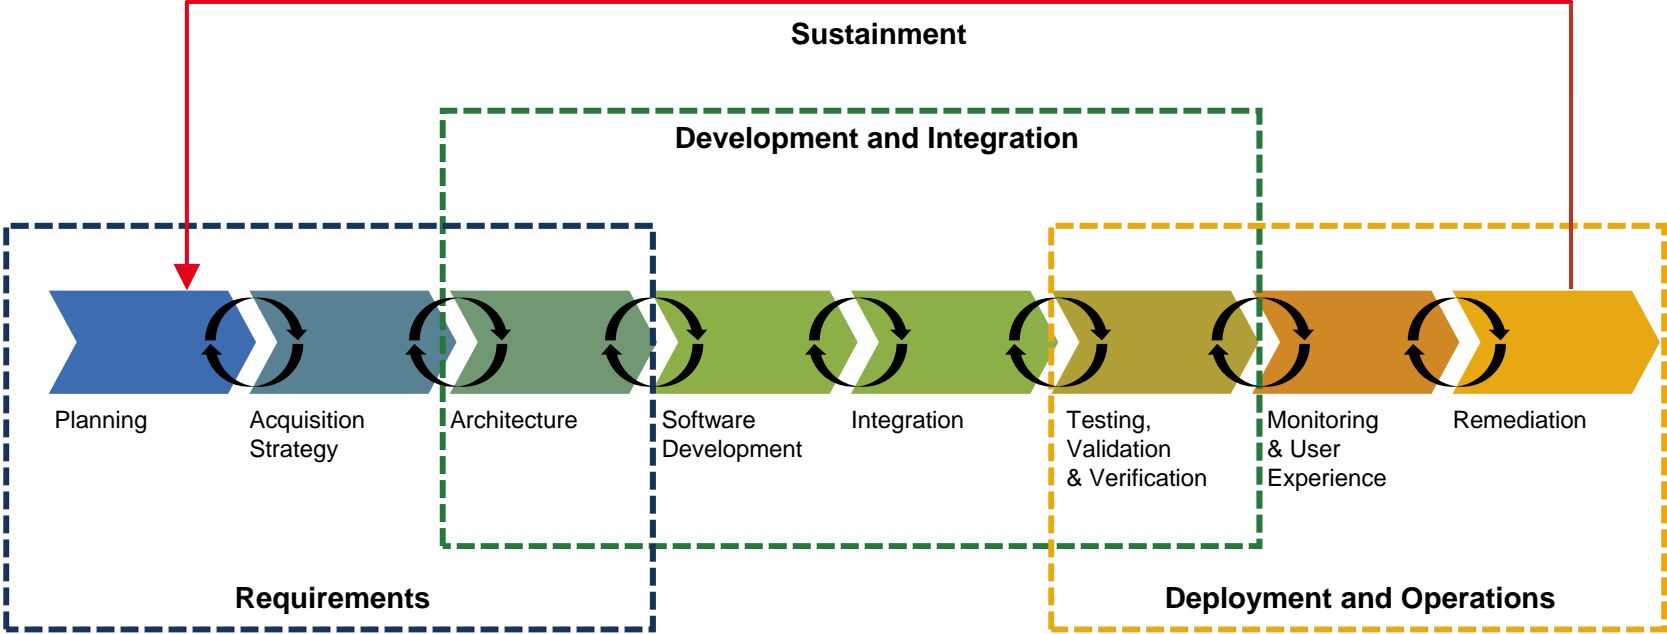 Sustainment
Development and Integration
Planning
Acquisition
Strategy
Architecture
Software
Development
Integration
Testing,
Validation
& Verification
Monitoring
& User
Experience
Remediation
Requirements
Deployment and Operations